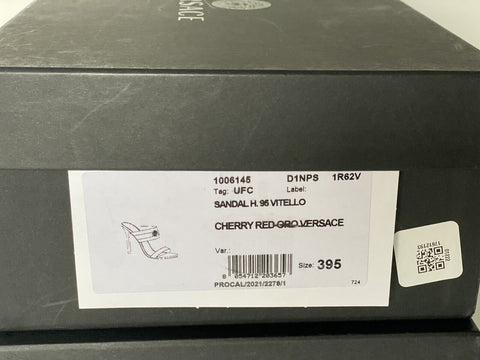 VERSACE
1006145 D1NPS 1R62V
Tag: UFC Label:
SANDAL H. 95 VITELLO
CHERRY RED-ORO VERSACE
Var.:
Size: 395
8 054712 203657
PROCAL/2021/2278/1
724